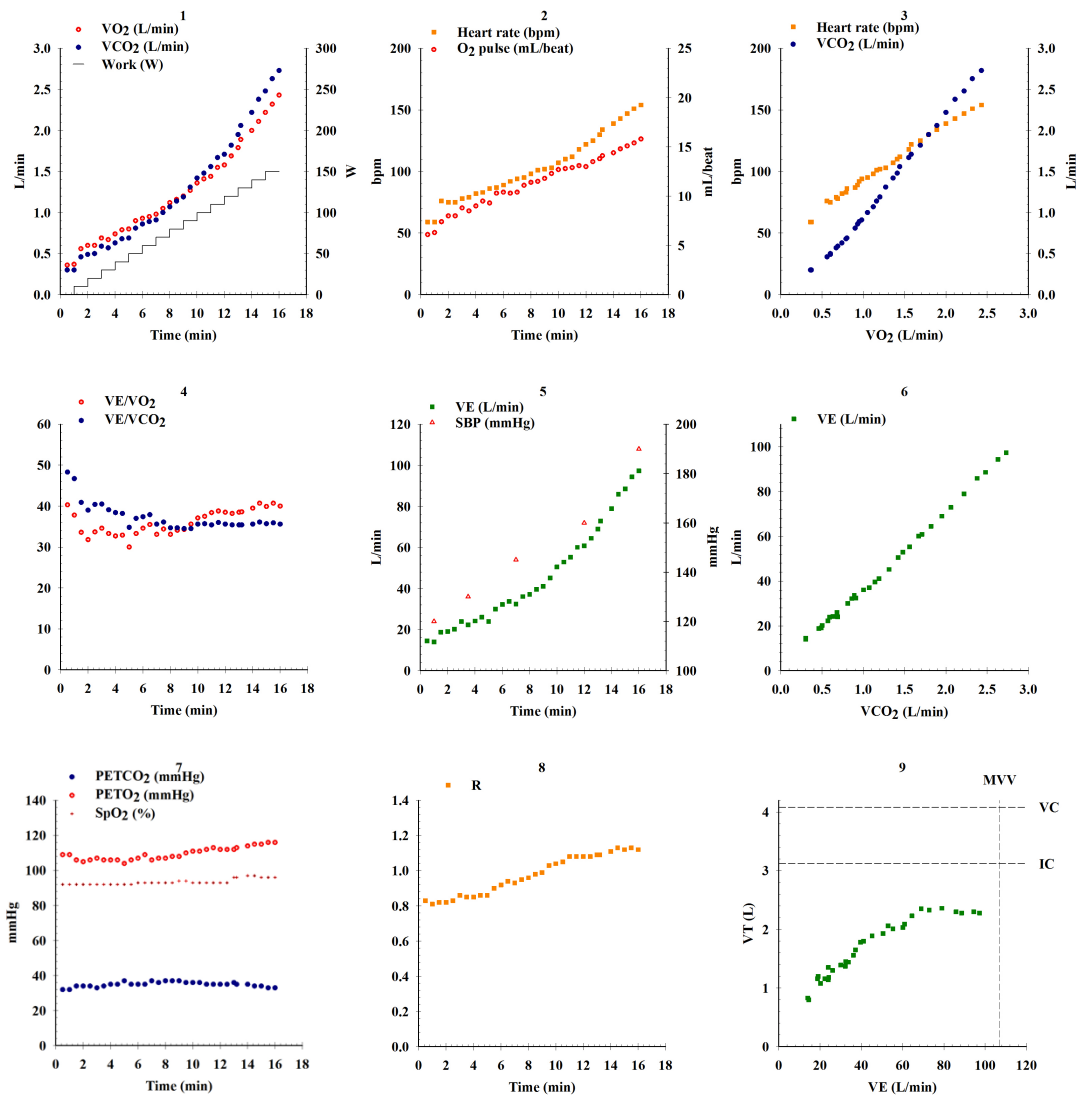 1
VO2 (L/min)
VCO2 (L/min)
Work (W)
3.0
2.5
2.0
1.5
1.0
0.5
0.0
L/min
300
250
200
150
100
50
0
W
0 2 4 6 8 10 12 14 16 18
Time (min)
2
Heart rate (bpm)
O2 pulse (mL/beat)
200
150
100
50
0
bpm
25
20
15
10
5
0
mL/beat
0 2 4 6 8 10 12 14 16 18
Time (min)
3
Heart rate (bpm)
VCO2 (L/min)
200
150
100
50
0
bpm
3.0
2.5
2.0
1.5
1.0
0.5
0.0
L/min
0.0 0.5 1.0 1.5 2.0 2.5 3.0
VO2 (L/min)
4
VE/VO2
VE/VCO2
60
50
40
30
20
10
0
0 2 4 6 8 10 12 14 16 18
Time (min)
5
VE (L/min)
SBP (mmHg)
120
100
80
60
40
20
0
L/min
200
180
160
140
120
100
mmHg
0 2 4 6 8 10 12 14 16 18
Time (min)
6
VE (L/min)
100
80
60
40
20
0
L/min
0.0 0.5 1.0 1.5 2.0 2.5 3.0
VCO2 (L/min)
7
PETCO2 (mmHg)
PETO2 (mmHg)
SpO2 (%)
140
120
100
80
60
40
20
0
mmHg
0 2 4 6 8 10 12 14 16 18
Time (min)
8
R
1.4
1.2
1.0
0.8
0.6
0.4
0.2
0.0
0 2 4 6 8 10 12 14 16 18
Time (min)
9
MVV
VC
IC
4
3
2
1
0
VT (L)
0 20 40 60 80 100 120
VE (L/min)